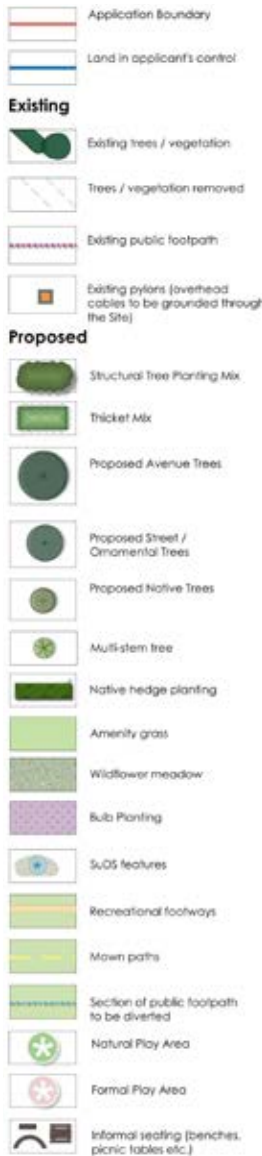 Application Boundary
Land in applicant's control
Existing
Existing trees / vegetation
Trees / vegetation removed
Existing public footpath
Existing pylons (overhead
cables to be grounded through
the Site)
Proposed
Structural Tree Planting Mix
Thicket Mix
Proposed Avenue Trees
Proposed Street /
Ornamental Trees
Proposed Native Trees
Multi-stem tree
Native hedge planting
Amenity grass
Wildflower meadow
Bulb Planting
SuDS features
Recreational footways
Mown paths
Section of public footpath
to be diverted
Natural Play Area
Formal Play Area
Informal seating (benches,
picnic tables etc.)